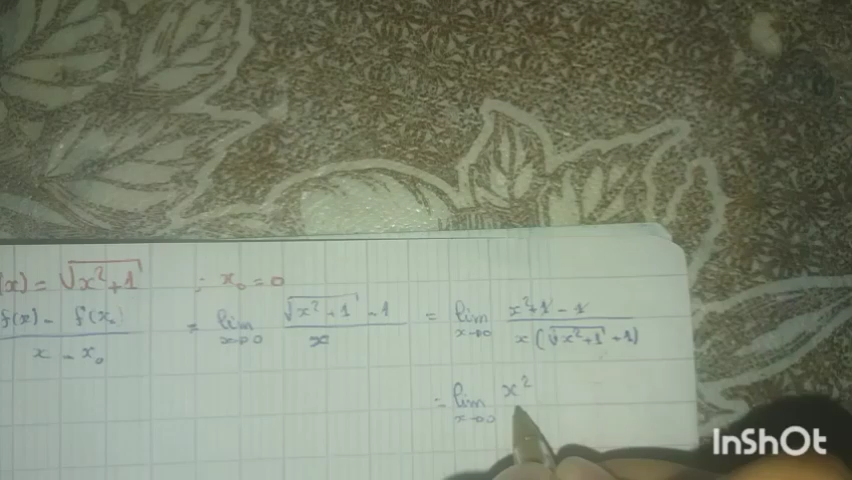 (x) = √x²+1 ; x₀ = 0
f(x) - f(x₀) / x - x₀ = lim x→0 √x²+1 - 1 / x = lim x→0 x²+1-1 / x(√x²+1 +1)
= lim x→0 x²
InShOt